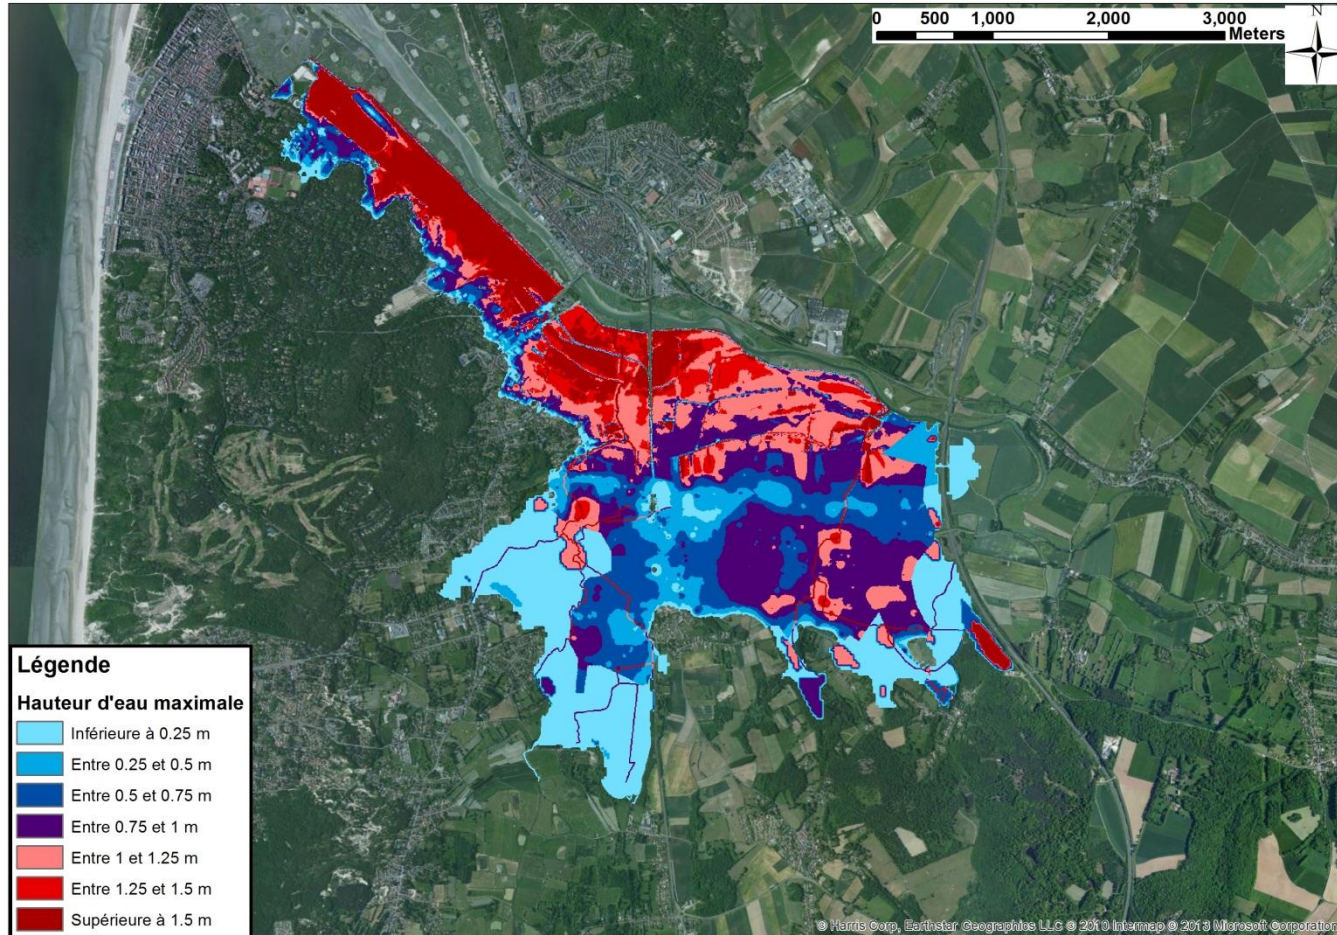 0 500 1,000 2,000 3,000
Meters
N
Légende
Hauteur d'eau maximale
Inférieure à 0.25 m
Entre 0.25 et 0.5 m
Entre 0.5 et 0.75 m
Entre 0.75 et 1 m
Entre 1 et 1.25 m
Entre 1.25 et 1.5 m
Supérieure à 1.5 m
© Harris Corp, Earthstar Geographics LLC © 2010 Intermap © 2013 Microsoft Corporation